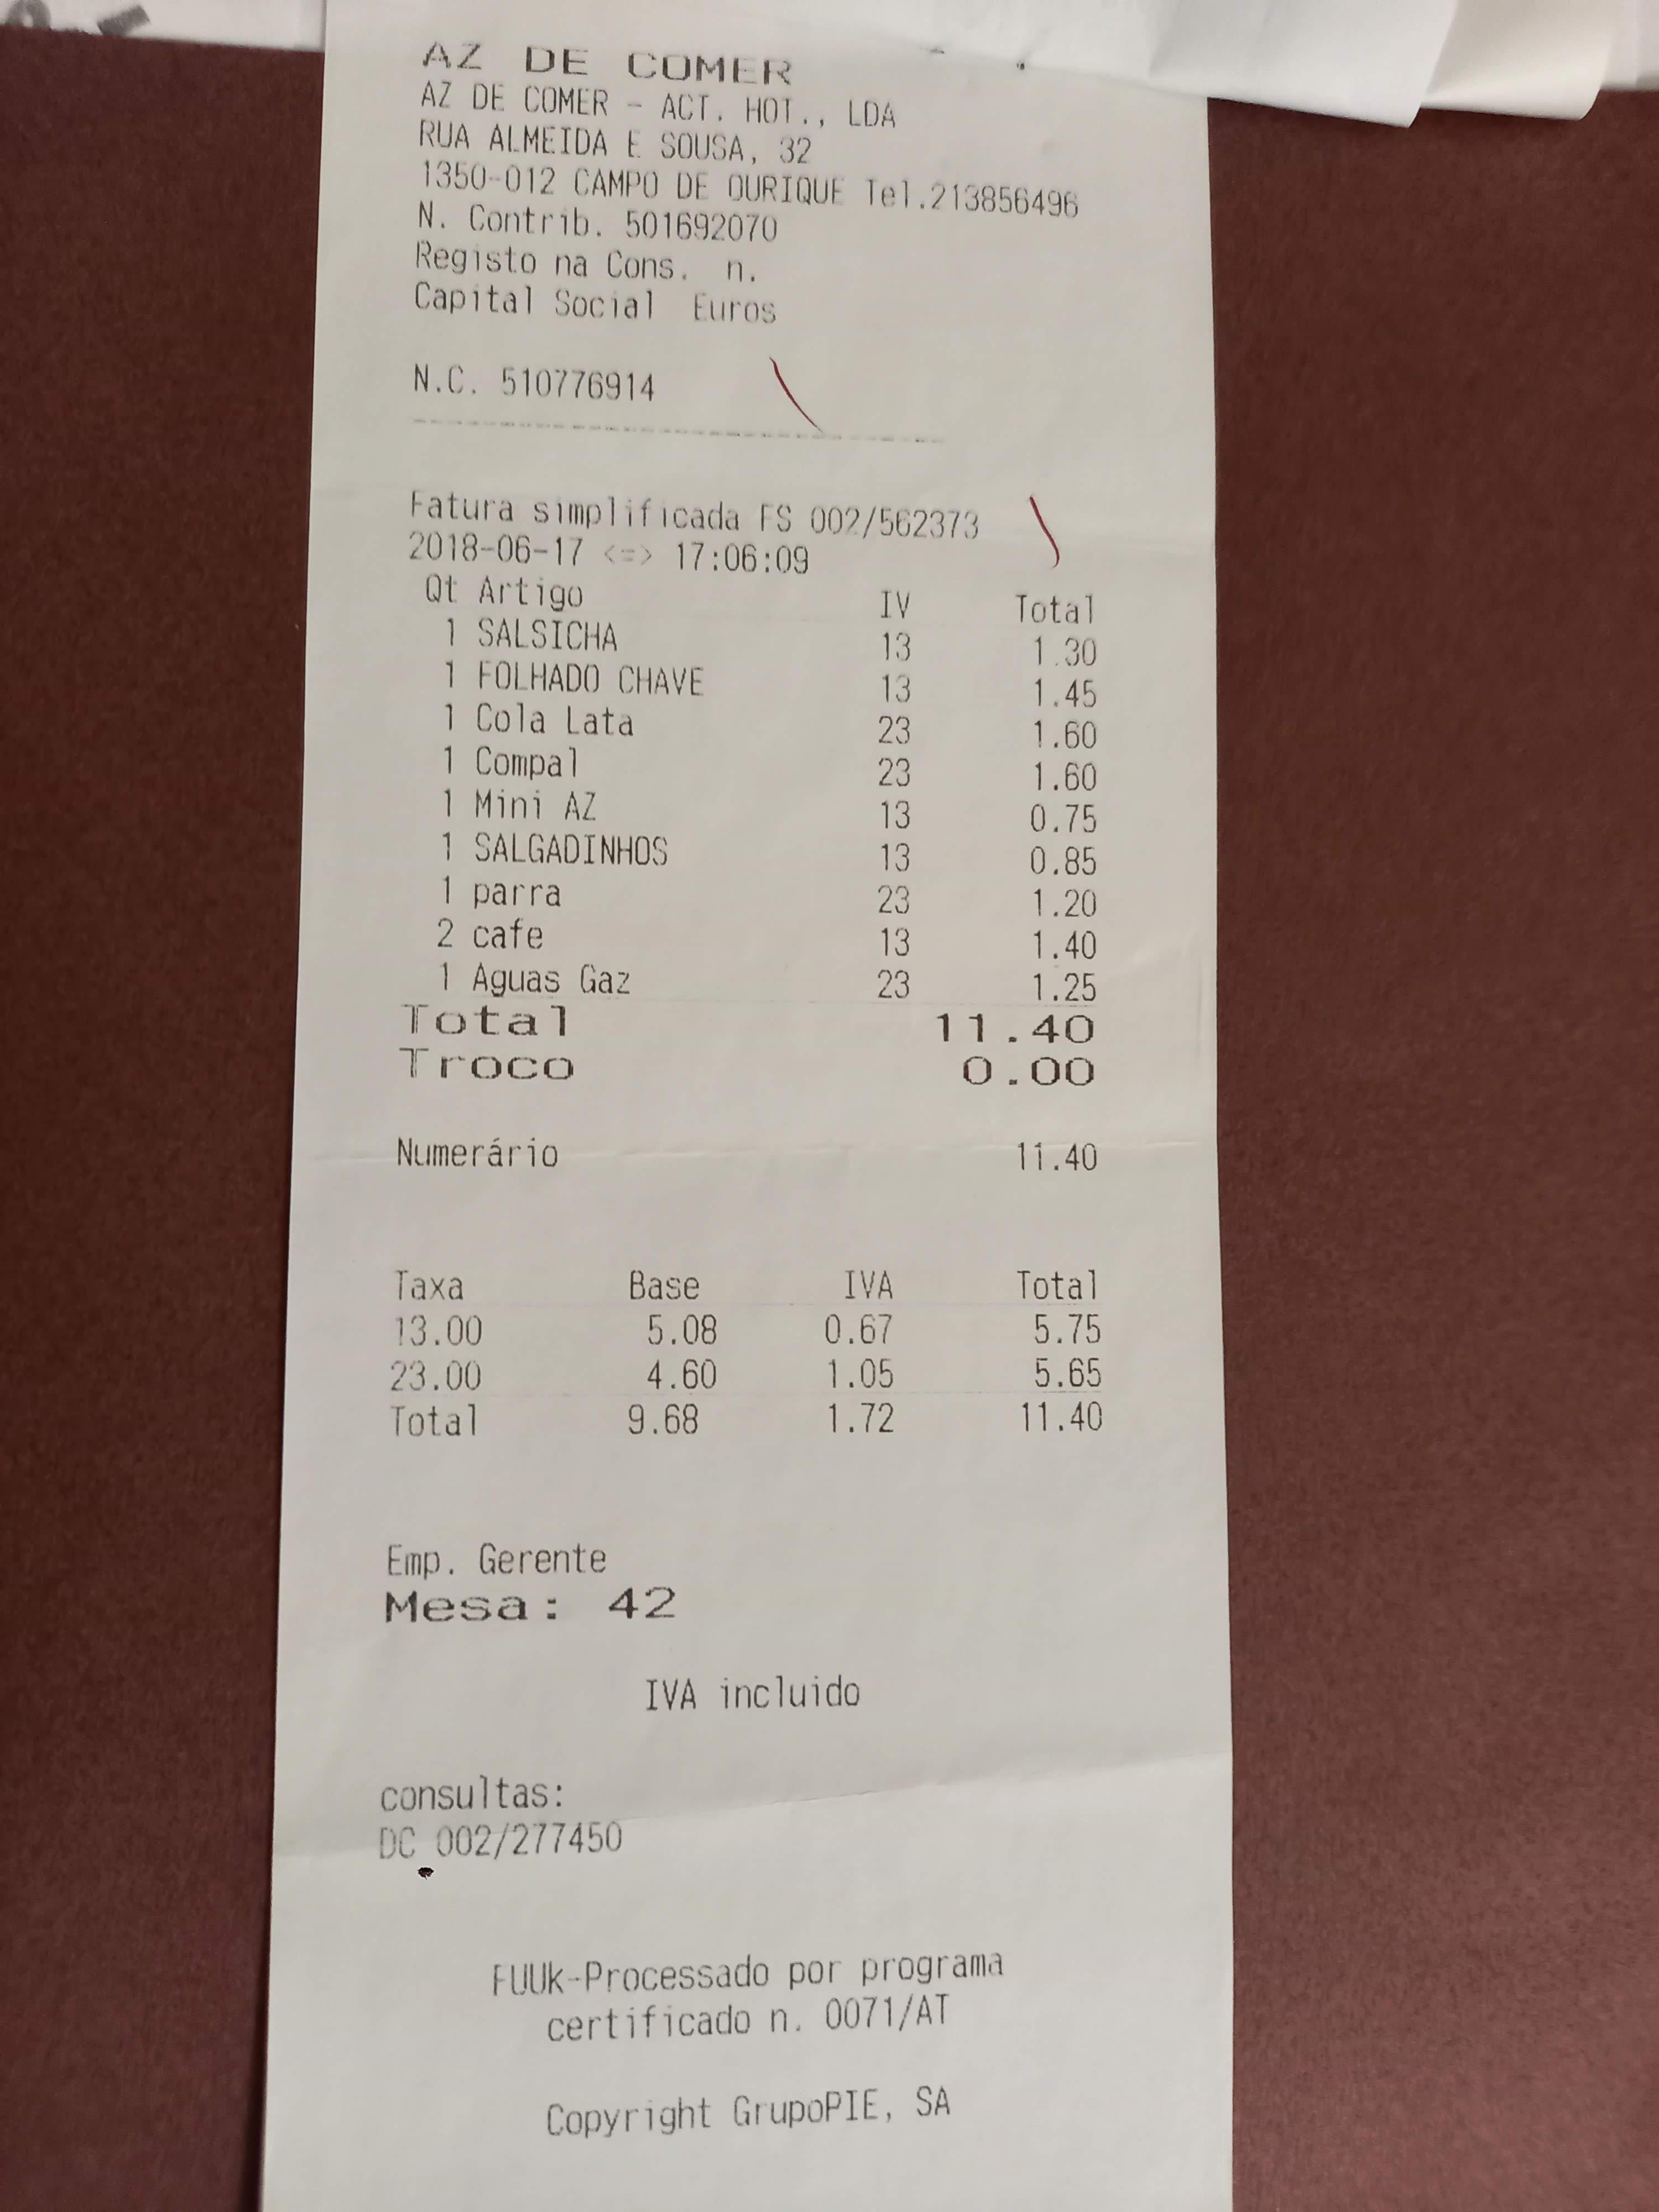 AZ DE COMER
AZ DE COMER - ACT. HOT., LDA
RUA ALMEIDA E SOUSA, 32
1350-012 CAMPO DE OURIQUE Tel.213856496
N. Contrib. 501692070
Registo na Cons. n.
Capital Social Euros
N.C. 510776914
Fatura simplificada FS 002/562373
2018-06-17 <=> 17:06:09
Qt Artigo IV Total
1 SALSICHA 13 1.30
1 FOLHADO CHAVE 13 1.45
1 Cola Lata 23 1.60
1 Compal 23 1.60
1 Mini AZ 13 0.75
1 SALGADINHOS 13 0.85
1 parra 23 1.20
2 cafe 13 1.40
1 Aguas Gaz 23 1.25
Total 11.40
Troco 0.00
Numerário 11.40
Taxa Base IVA Total
13.00 5.08 0.67 5.75
23.00 4.60 1.05 5.65
Total 9.68 1.72 11.40
Emp. Gerente
Mesa: 42
IVA incluido
consultas:
DC 002/277450
FUUk-Processado por programa
certificado n. 0071/AT
Copyright GrupoPIE, SA